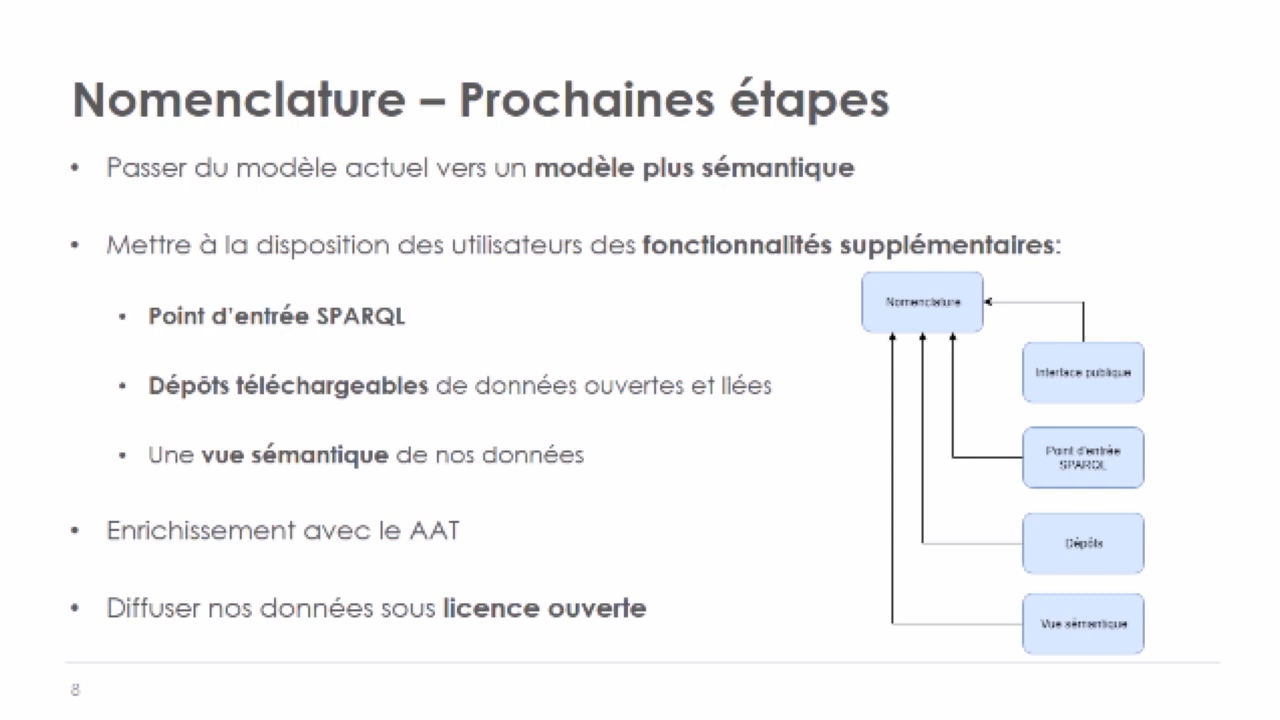 Nomenclature – Prochaines étapes
• Passer du modèle actuel vers un modèle plus sémantique
• Mettre à la disposition des utilisateurs des fonctionnalités supplémentaires:
• Point d'entrée SPARQL
• Dépôts téléchargeables de données ouvertes et liées
• Une vue sémantique de nos données
• Enrichissement avec le AAT
• Diffuser nos données sous licence ouverte
Nomenclature
Interface publique
Point d'entrée
SPARQL
Dépôts
Vue sémantique
8